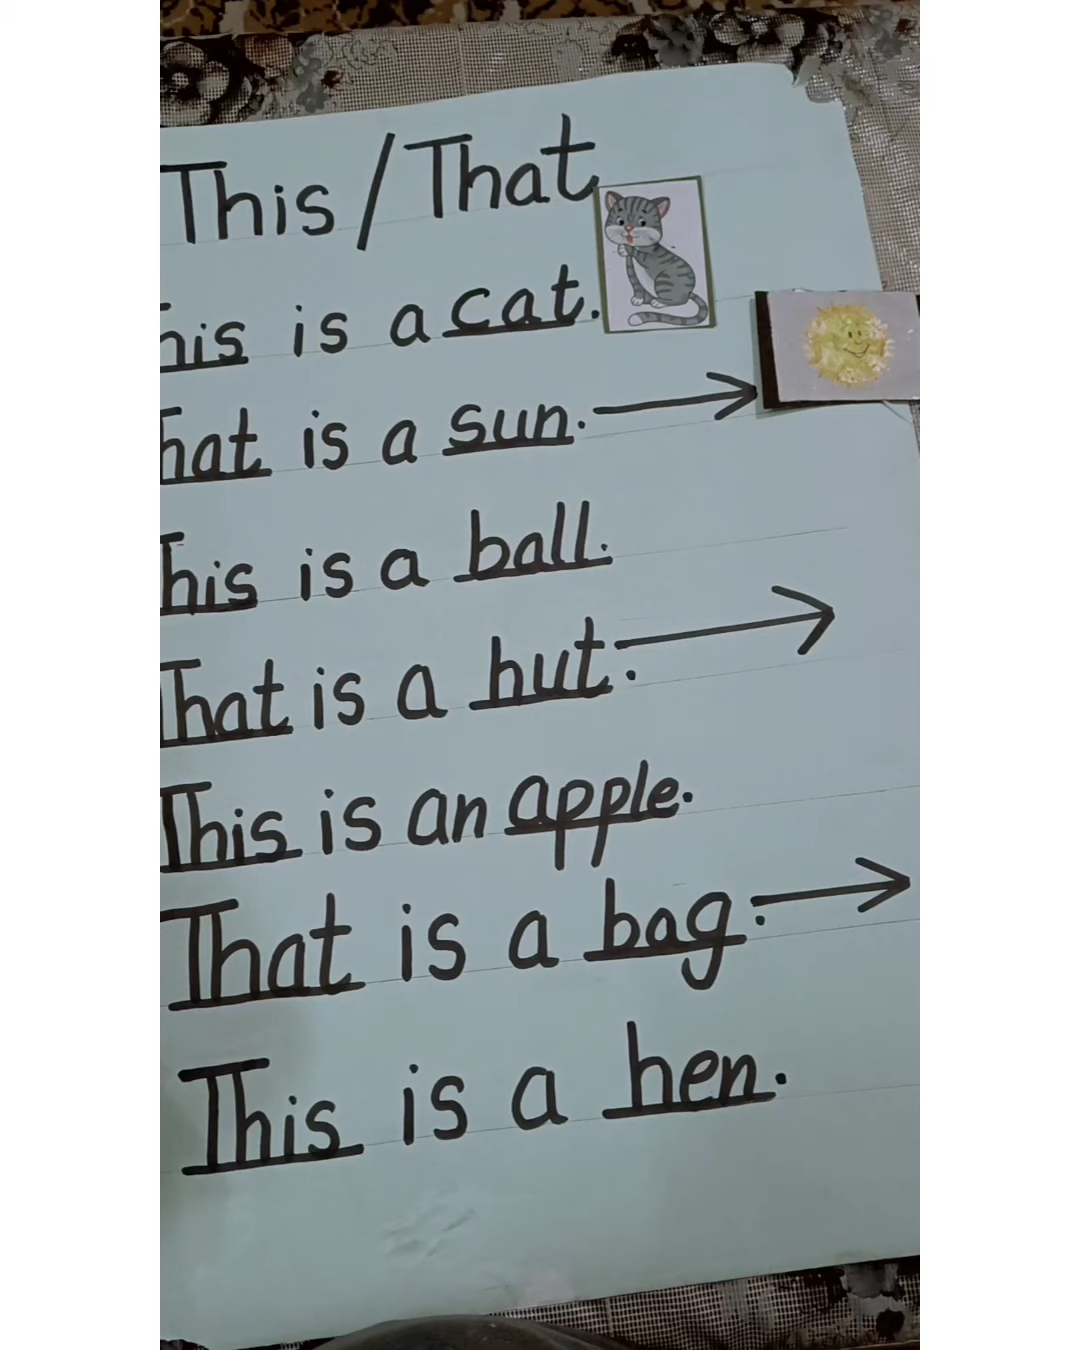 This / That
his is a cat.
hat is a sun.
This is a ball.
That is a hut.
This is an apple.
That is a bag.
This is a hen.